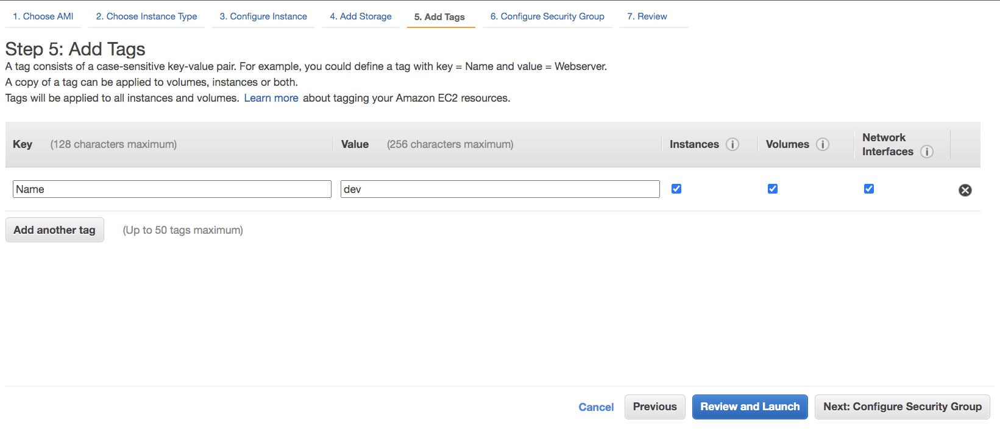 1. Choose AMI 2. Choose Instance Type 3. Configure Instance 4. Add Storage 5. Add Tags 6. Configure Security Group 7. Review
Step 5: Add Tags
A tag consists of a case-sensitive key-value pair. For example, you could define a tag with key = Name and value = Webserver.
A copy of a tag can be applied to volumes, instances or both.
Tags will be applied to all instances and volumes. Learn more about tagging your Amazon EC2 resources.
Key (128 characters maximum) Value (256 characters maximum) Instances i Volumes i Network
Interfaces i
Name dev
Add another tag (Up to 50 tags maximum)
Cancel Previous Review and Launch Next: Configure Security Group